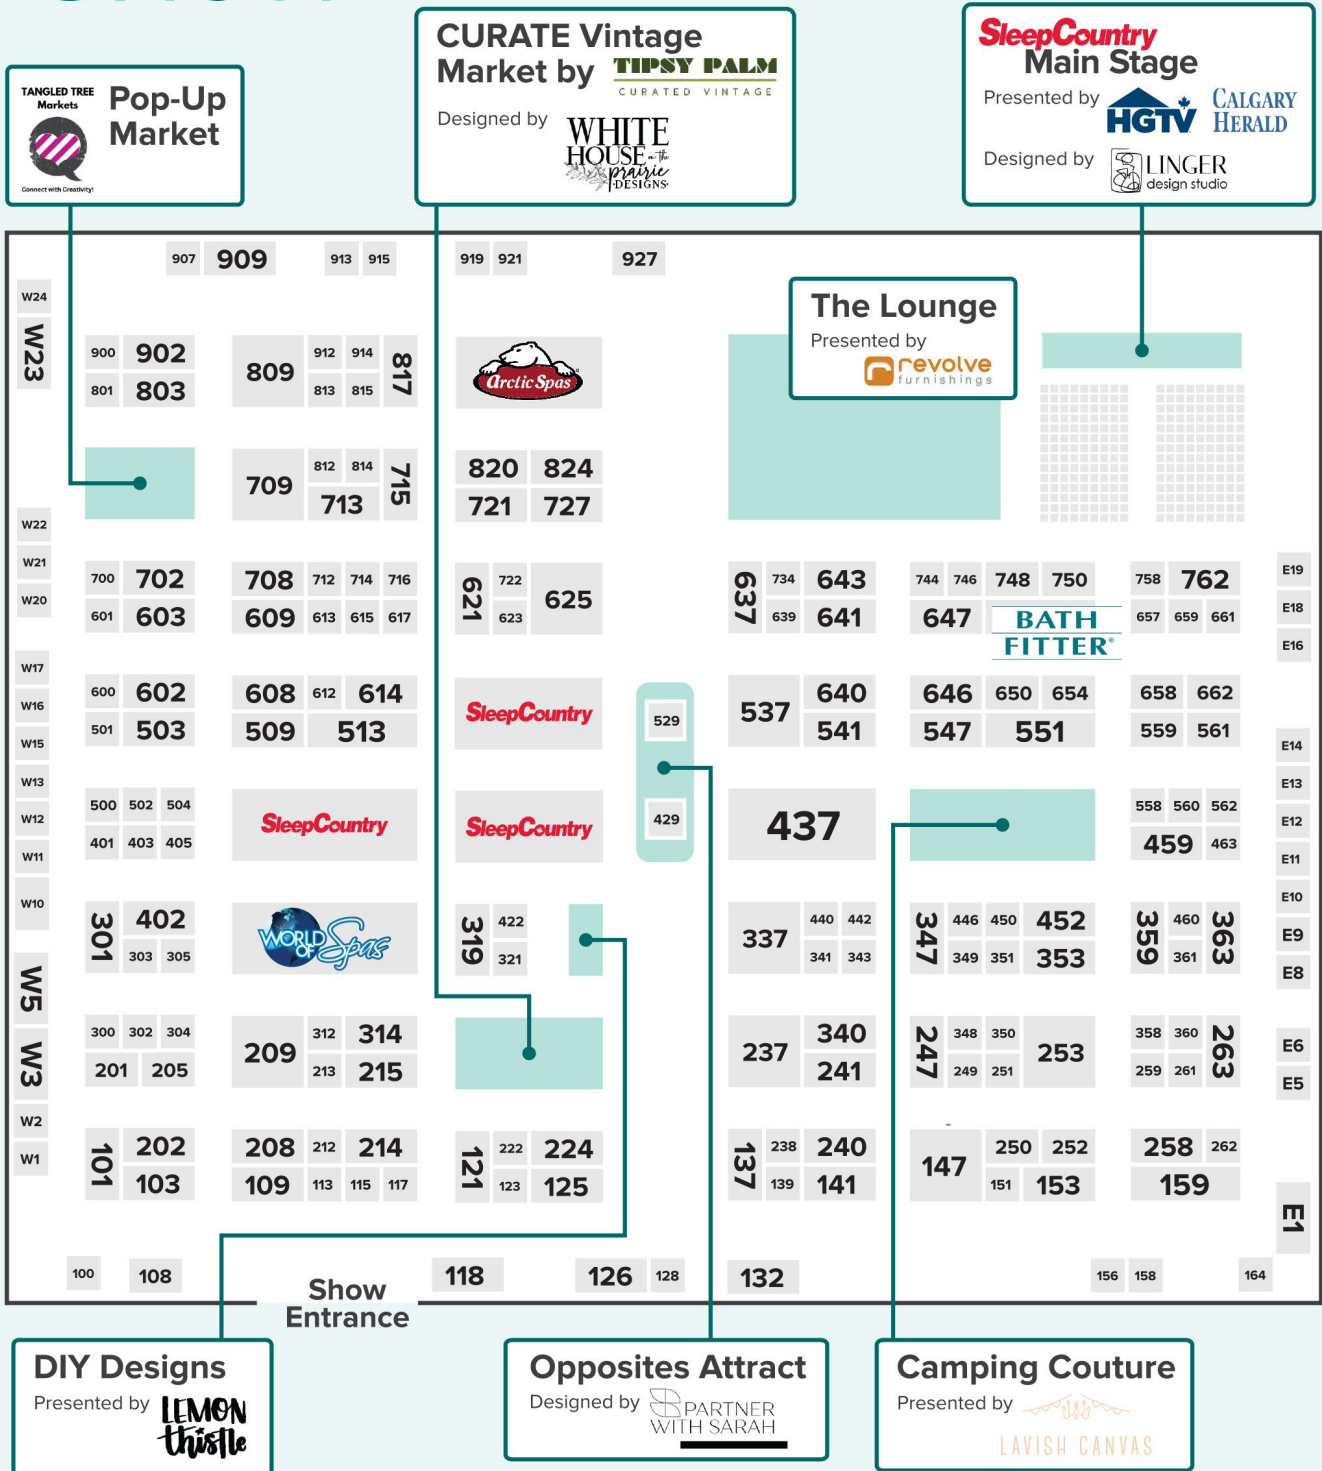 TANGLED TREE
Markets
Connect with Creativity!
Pop-Up
Market
CURATE Vintage
Market by TIPSY PALM
CURATED VINTAGE
Designed by WHITE
HOUSE on the
prairie
DESIGNS
SleepCountry
Main Stage
Presented by HGTV CALGARY
HERALD
Designed by LINGER
design studio
907 909 913 915 919 921 927
The Lounge
Presented by revolve
furnishings
W24
W23
900 902 809 912 914 817 ArcticSpas
801 803 813 815
709 812 814 715 820 824
713 721 727
W22
W21
W20
700 702 708 712 714 716 621 722 625 637 734 643 744 746 748 750 758 762 E19
601 603 609 613 615 617 623 639 641 647 BATH 657 659 661 E18
FITTER® E16
W17
W16
W15
600 602 608 612 614 SleepCountry 529 537 640 646 650 654 658 662
501 503 509 513 541 547 551 559 561 E14
W13
W12
W11
E13
E12
E11
500 502 504 SleepCountry SleepCountry 429 437 558 560 562
401 403 405 459 463
W10
E10
E9
E8
301 402 WORLD
OF Spas 319 422 337 440 442 347 446 450 452 359 460 363
303 305 321 341 343 349 351 353 361
W5
W3
300 302 304 209 312 314 237 340 247 348 350 253 358 360 263 E6
201 205 213 215 241 249 251 259 261 E5
W2
W1
101 202 208 212 214 121 222 224 137 238 240 147 250 252 258 262
103 109 113 115 117 123 125 139 141 151 153 159 E1
100 108 118 126 128 132 156 158 164
Show
Entrance
DIY Designs
Presented by LEMON
thistle
Opposites Attract
Designed by PARTNER
WITH SARAH
Camping Couture
Presented by
LAVISH CANVAS